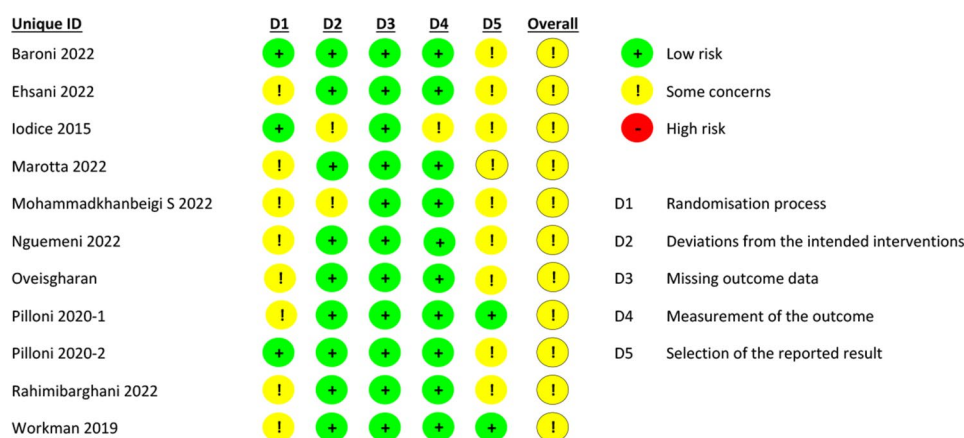 Unique ID D1 D2 D3 D4 D5 Overall
Baroni 2022 + + + + ! ! + Low risk
Ehsani 2022 ! + + + ! ! ! Some concerns
Iodice 2015 + ! + ! ! ! - High risk
Marotta 2022 ! + + + ! !
Mohammadkhanbeigi S 2022 ! ! + + ! ! D1 Randomisation process
Nguemeni 2022 ! + + + ! ! D2 Deviations from the intended interventions
Oveisgharan ! + + + ! ! D3 Missing outcome data
Pilloni 2020-1 ! + + + + ! D4 Measurement of the outcome
Pilloni 2020-2 + + + + ! ! D5 Selection of the reported result
Rahimibarghani 2022 ! + + + ! !
Workman 2019 ! + + + + !